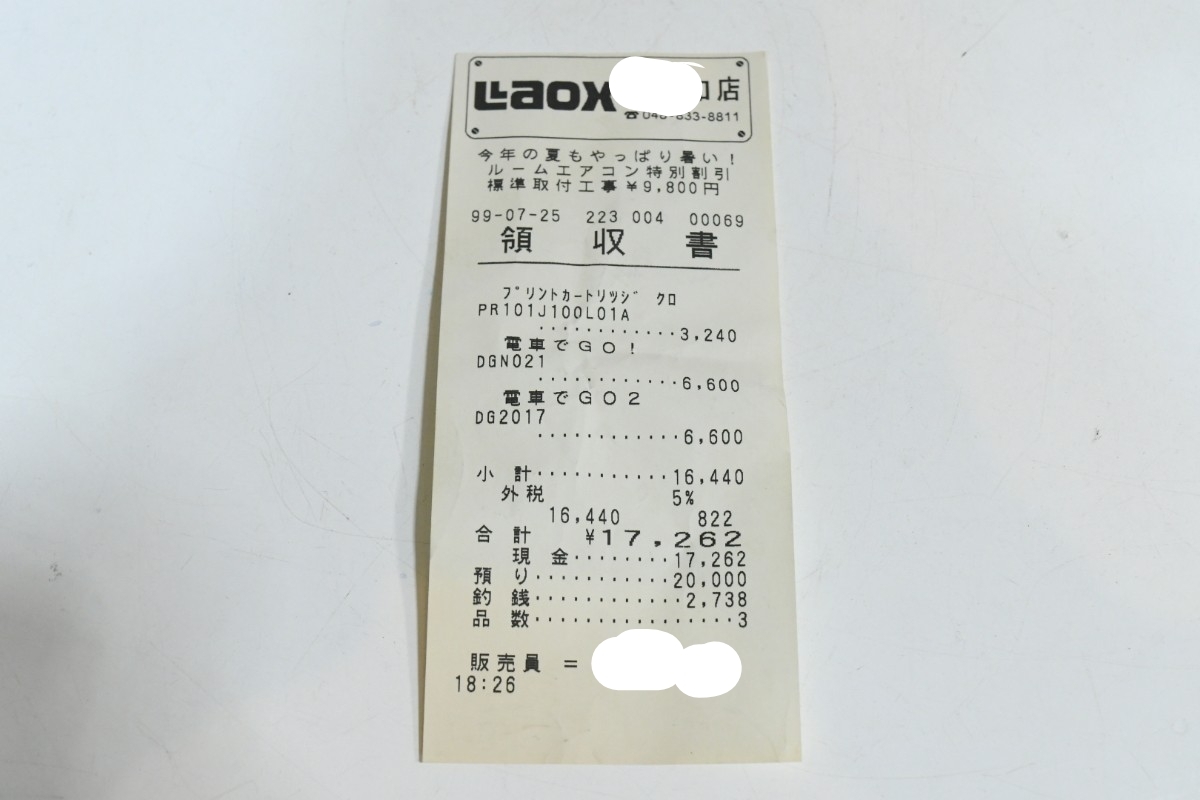 LLaox 口店
☎048-833-8811
今年の夏もやっぱり暑い！
ルームエアコン特別割引
標準取付工事￥9,800円
99-07-25 223 004 00069
領収書
ﾌﾟﾘﾝﾄｶｰﾄﾘｯｼﾞ ｸﾛ
PR101J100L01A
････････････3,240
電車でＧＯ！
DGN021
････････････6,600
電車でＧＯ２
DG2017
････････････6,600
小 計･･･････････16,440
外税 5%
16,440 822
合 計 ￥17,262
現 金････････17,262
預 り･･･････････20,000
釣 銭････････････2,738
品 数････････････････3
販売員 =
18:26